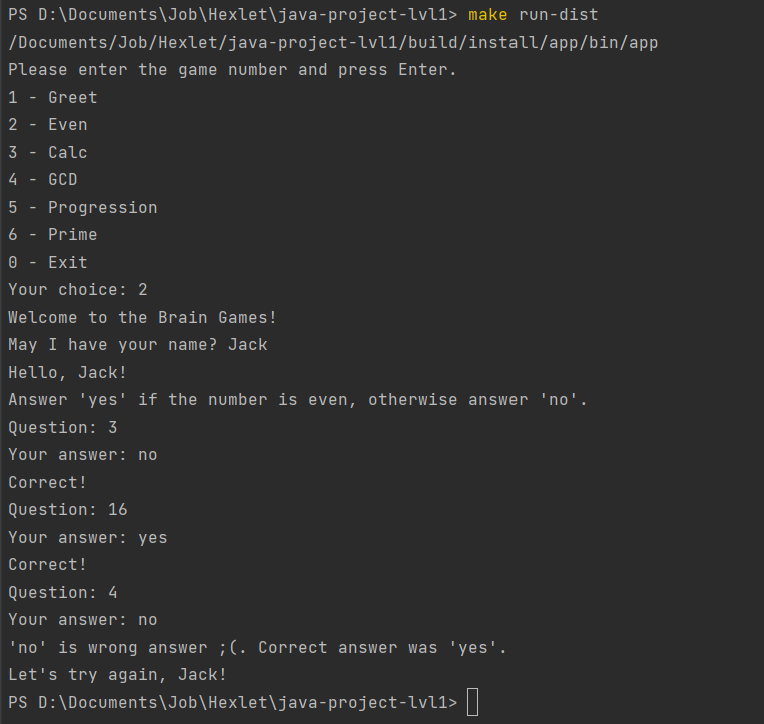 PS D:\Documents\Job\Hexlet\java-project-lvl1> make run-dist
/Documents/Job/Hexlet/java-project-lvl1/build/install/app/bin/app
Please enter the game number and press Enter.
1 - Greet
2 - Even
3 - Calc
4 - GCD
5 - Progression
6 - Prime
0 - Exit
Your choice: 2
Welcome to the Brain Games!
May I have your name? Jack
Hello, Jack!
Answer 'yes' if the number is even, otherwise answer 'no'.
Question: 3
Your answer: no
Correct!
Question: 16
Your answer: yes
Correct!
Question: 4
Your answer: no
'no' is wrong answer ;(. Correct answer was 'yes'.
Let's try again, Jack!
PS D:\Documents\Job\Hexlet\java-project-lvl1>